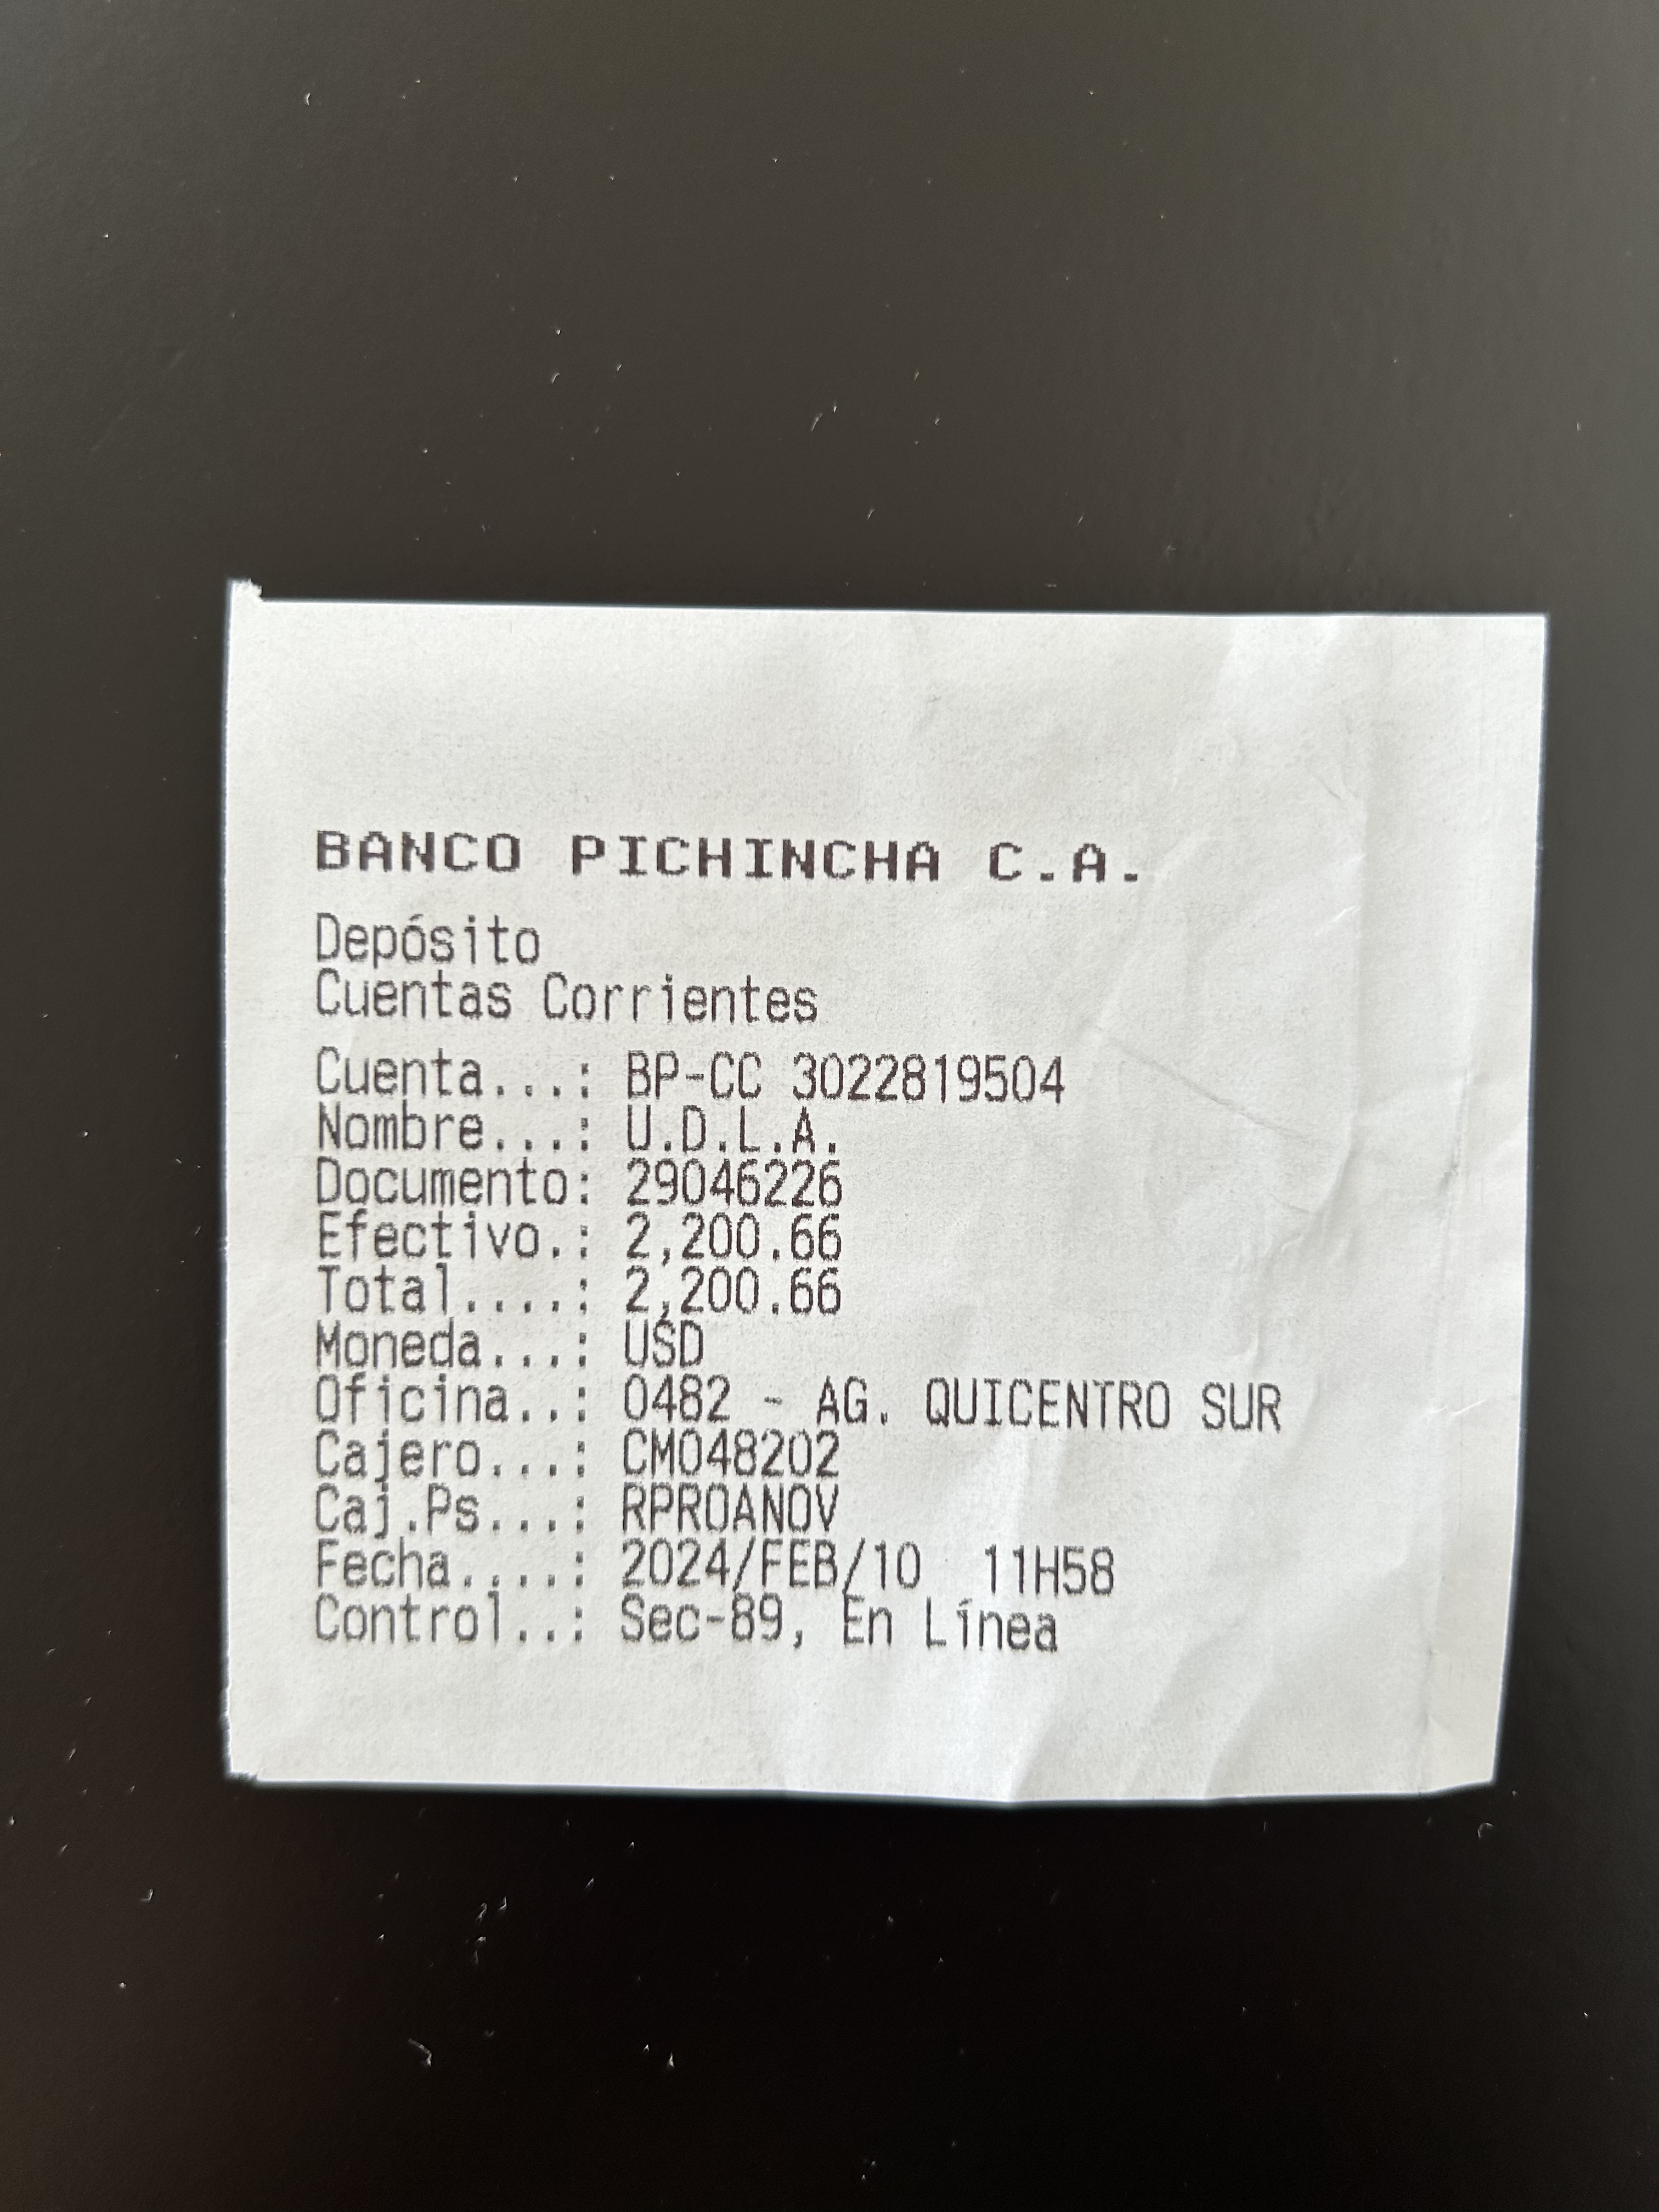 BANCO PICHINCHA C.A.
Depósito
Cuentas Corrientes
Cuenta...: BP-CC 3022819504
Nombre...: U.D.L.A.
Documento: 29046226
Efectivo.: 2,200.66
Total....: 2,200.66
Moneda...: USD
Oficina..: 0482 - AG. QUICENTRO SUR
Cajero...: CM048202
Caj.Ps...: RPROANOV
Fecha....: 2024/FEB/10  11H58
Control..: Sec-89, En Línea